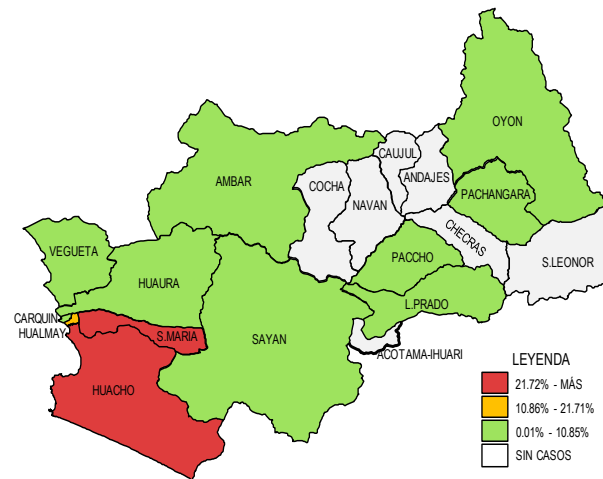 OYON
CAUJUL
ANDAJES
COCHA
AMBAR
NAVAN
PACHANGARA
CHECRAS
VEGUETA
PACCHO
S.LEONOR
HUAURA
L.PRADO
CARQUIN
HUALMAY
S.MARIA
SAYAN
ACOTAMA-IHUARI
HUACHO
LEYENDA
21.72% - MÁS
10.86% - 21.71%
0.01% - 10.85%
SIN CASOS